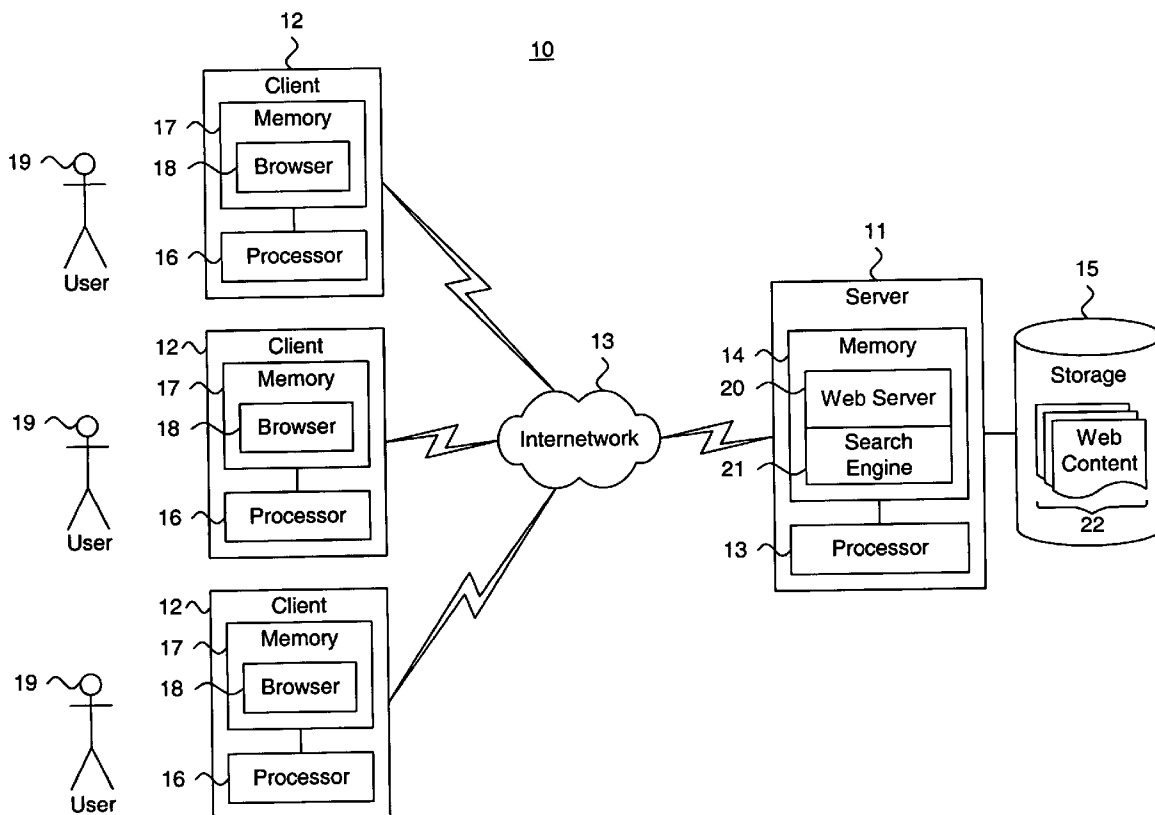 10
12
Client
17
Memory
18
Browser
16
Processor
19
User
12
Client
17
Memory
18
Browser
16
Processor
19
User
12
Client
17
Memory
18
Browser
16
Processor
19
User
13
Internetwork
11
Server
14
Memory
20
Web Server
21
Search
Engine
13
Processor
15
Storage
Web
Content
22